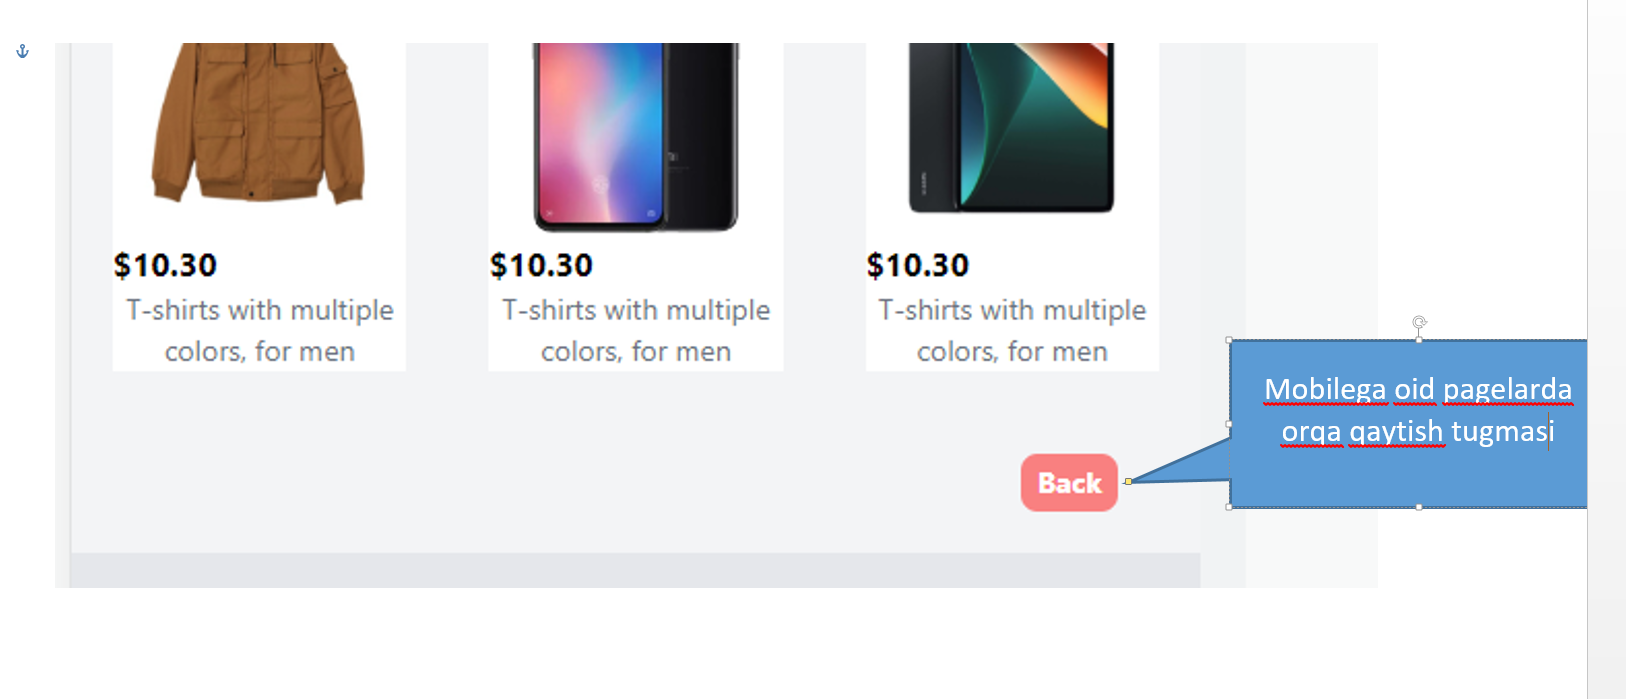 $10.30
T-shirts with multiple
colors, for men
$10.30
T-shirts with multiple
colors, for men
$10.30
T-shirts with multiple
colors, for men
Mobilega oid pagelarda
orqa qaytish tugmasi
Back